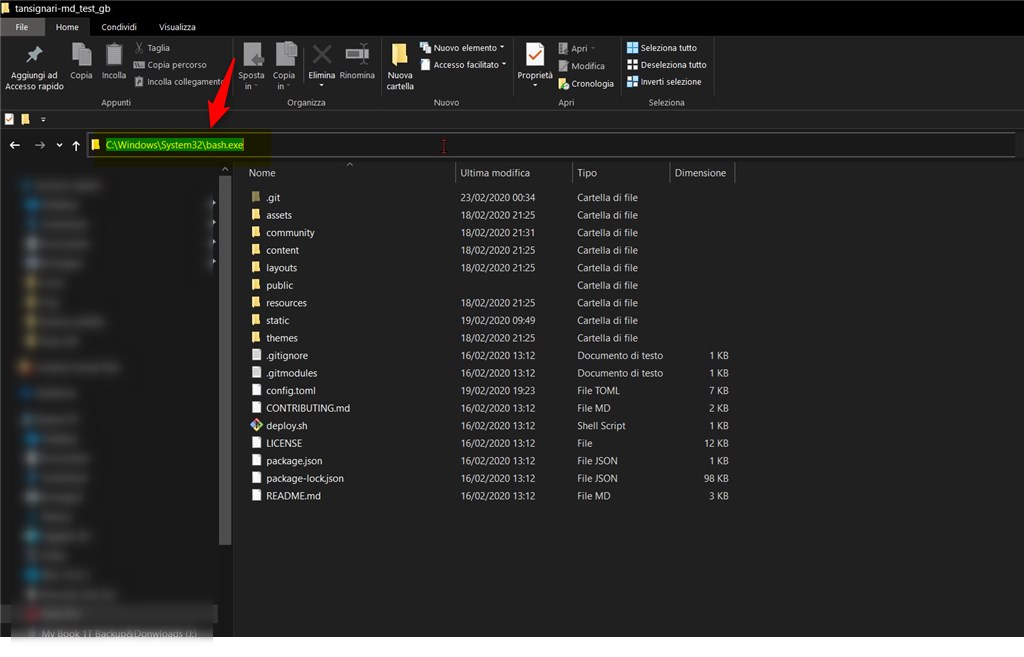 tansignari-md_test_gb
File Home Condividi Visualizza
Aggiungi ad Accesso rapido
Copia
Incolla
Taglia
Copia percorso
Incolla collegamento
Appunti
Sposta in
Copia in
Elimina
Rinomina
Organizza
Nuova cartella
Nuovo elemento
Accesso facilitato
Nuovo
Proprietà
Apri
Modifica
Cronologia
Apri
Seleziona tutto
Deseleziona tutto
Inverti selezione
Seleziona
C:\Windows\System32\bash.exe
Nome Ultima modifica Tipo Dimensione
.git 23/02/2020 00:34 Cartella di file
assets 18/02/2020 21:25 Cartella di file
community 18/02/2020 21:31 Cartella di file
content 18/02/2020 21:25 Cartella di file
layouts 18/02/2020 21:25 Cartella di file
public Cartella di file
resources 18/02/2020 21:25 Cartella di file
static 19/02/2020 09:49 Cartella di file
themes 18/02/2020 21:25 Cartella di file
.gitignore 16/02/2020 13:12 Documento di testo 1 KB
.gitmodules 16/02/2020 13:12 Documento di testo 1 KB
config.toml 19/02/2020 19:23 File TOML 7 KB
CONTRIBUTING.md 16/02/2020 13:12 File MD 2 KB
deploy.sh 16/02/2020 13:12 Shell Script 1 KB
LICENSE 16/02/2020 13:12 File 12 KB
package.json 16/02/2020 13:12 File JSON 1 KB
package-lock.json 16/02/2020 13:12 File JSON 98 KB
README.md 16/02/2020 13:12 File MD 3 KB
My Book 1T Backup&Donwloads (J:)